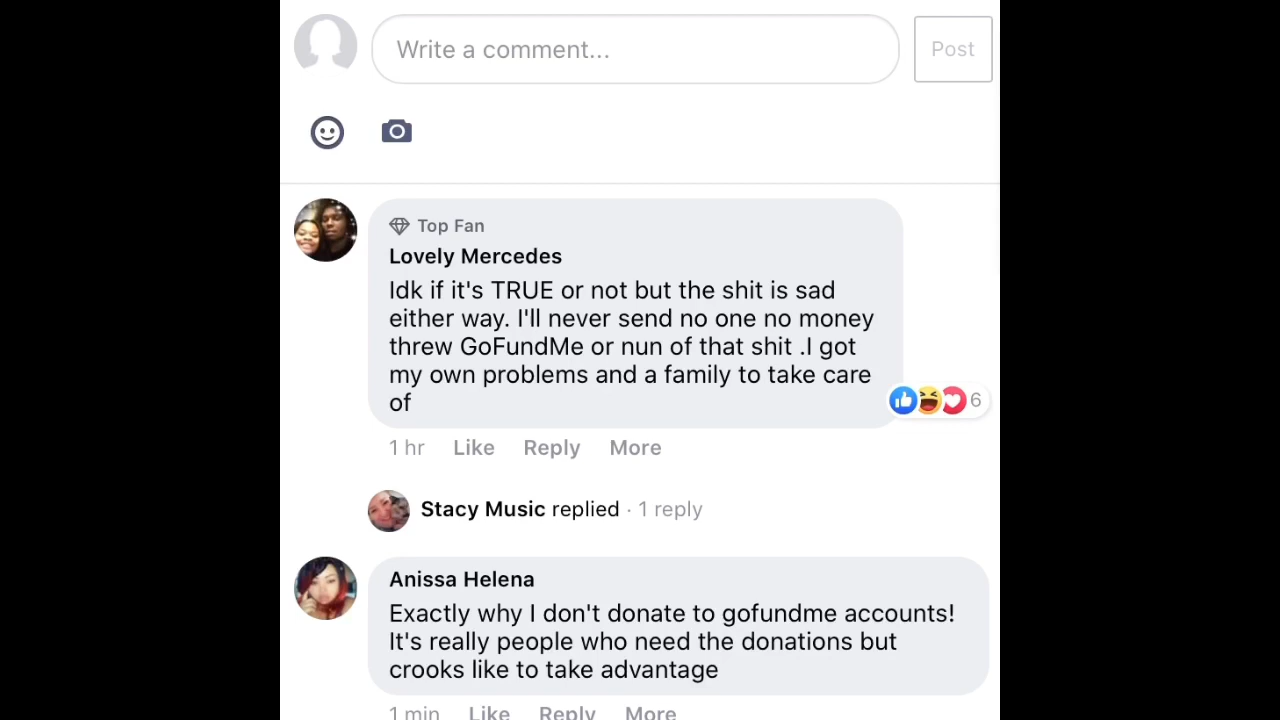 Write a comment...
Post
Top Fan
Lovely Mercedes
Idk if it's TRUE or not but the shit is sad
either way. I'll never send no one no money
threw GoFundMe or nun of that shit .I got
my own problems and a family to take care
of
6
1 hr Like Reply More
Stacy Music replied · 1 reply
Anissa Helena
Exactly why I don't donate to gofundme accounts!
It's really people who need the donations but
crooks like to take advantage
1 min Like Reply More